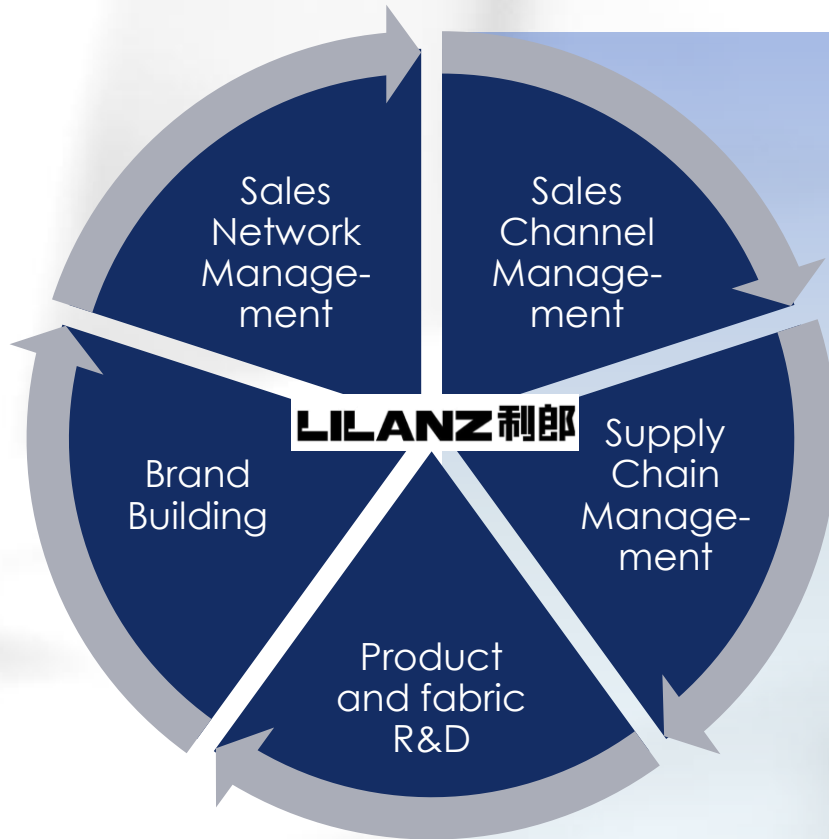 Sales
Network
Manage-
ment
Sales
Channel
Manage-
ment
LILANZ利郎
Supply
Chain
Manage-
ment
Brand
Building
Product
and fabric
R&D